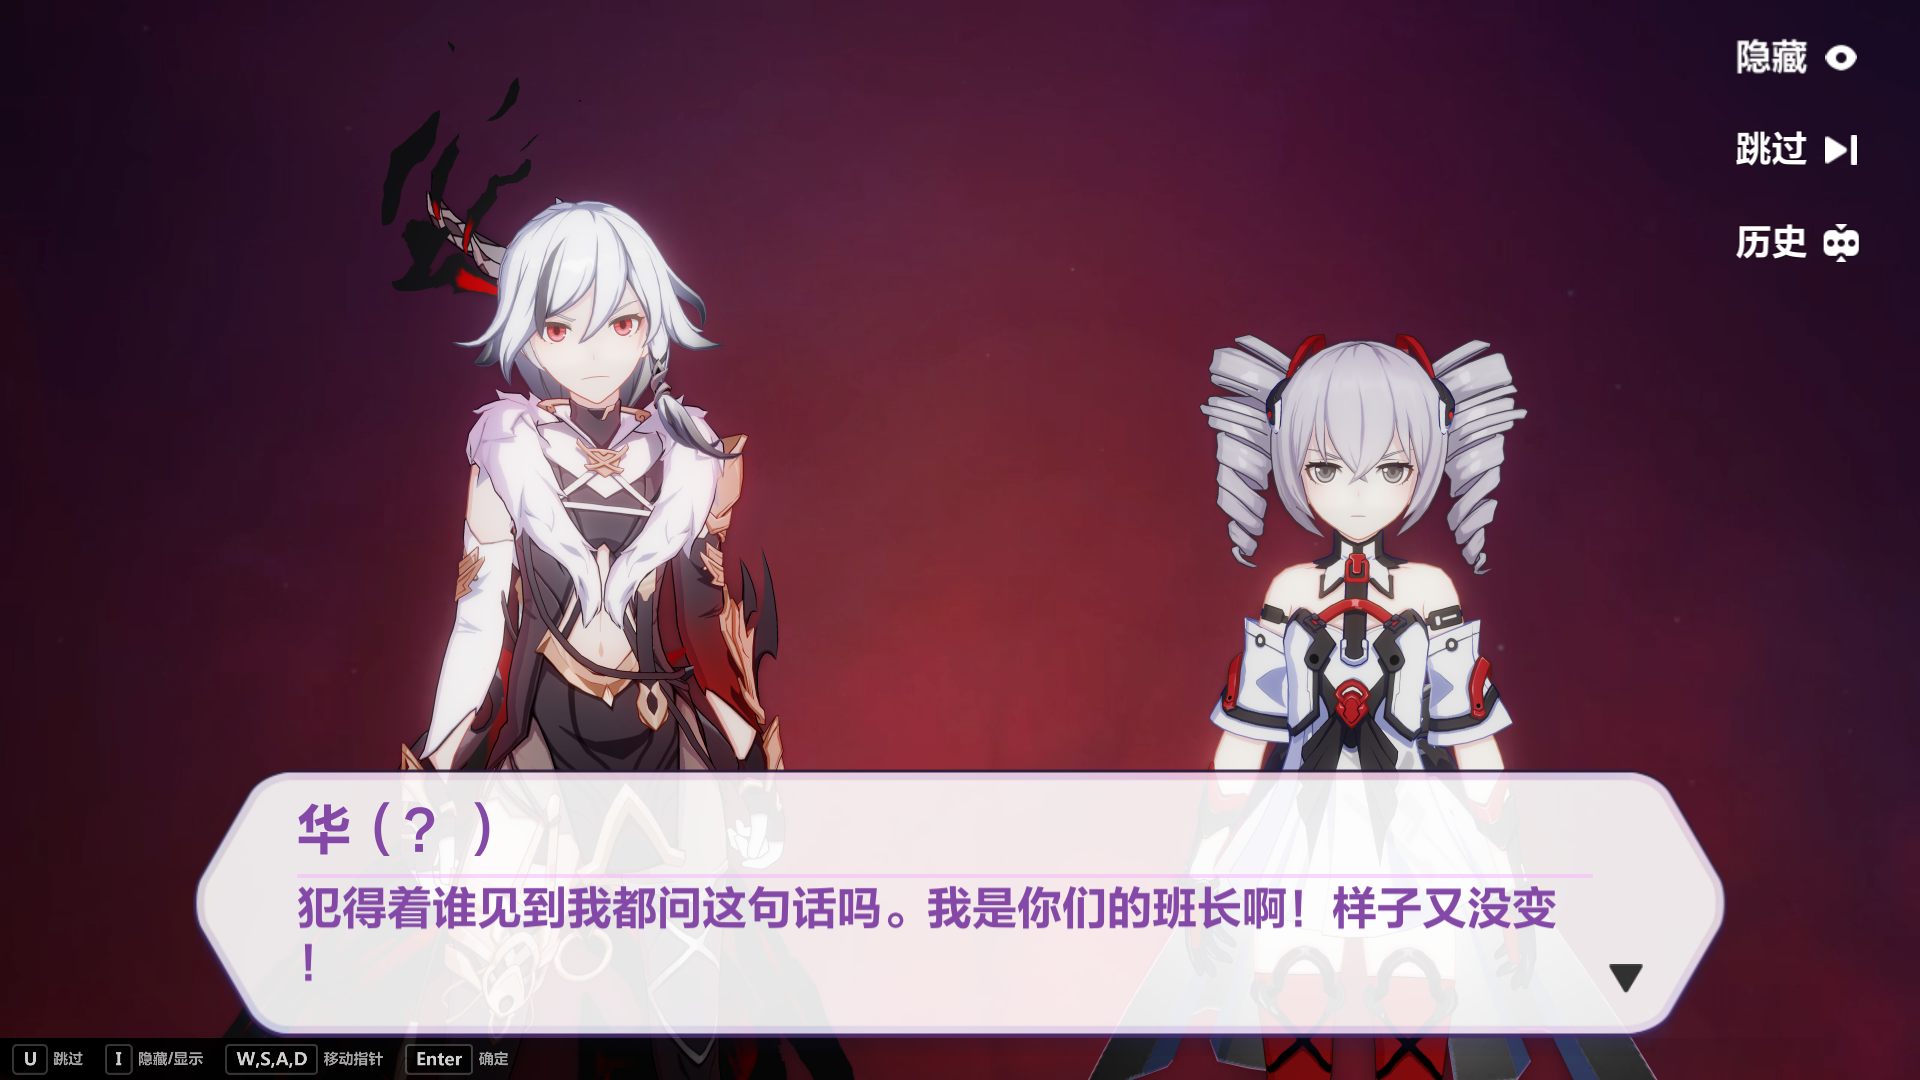 隐藏
跳过
历史
华（？）
犯得着谁见到我都问这句话吗。我是你们的班长啊！样子又没变
！
U 跳过 I 隐藏/显示 W,S,A,D 移动指针 Enter 确定